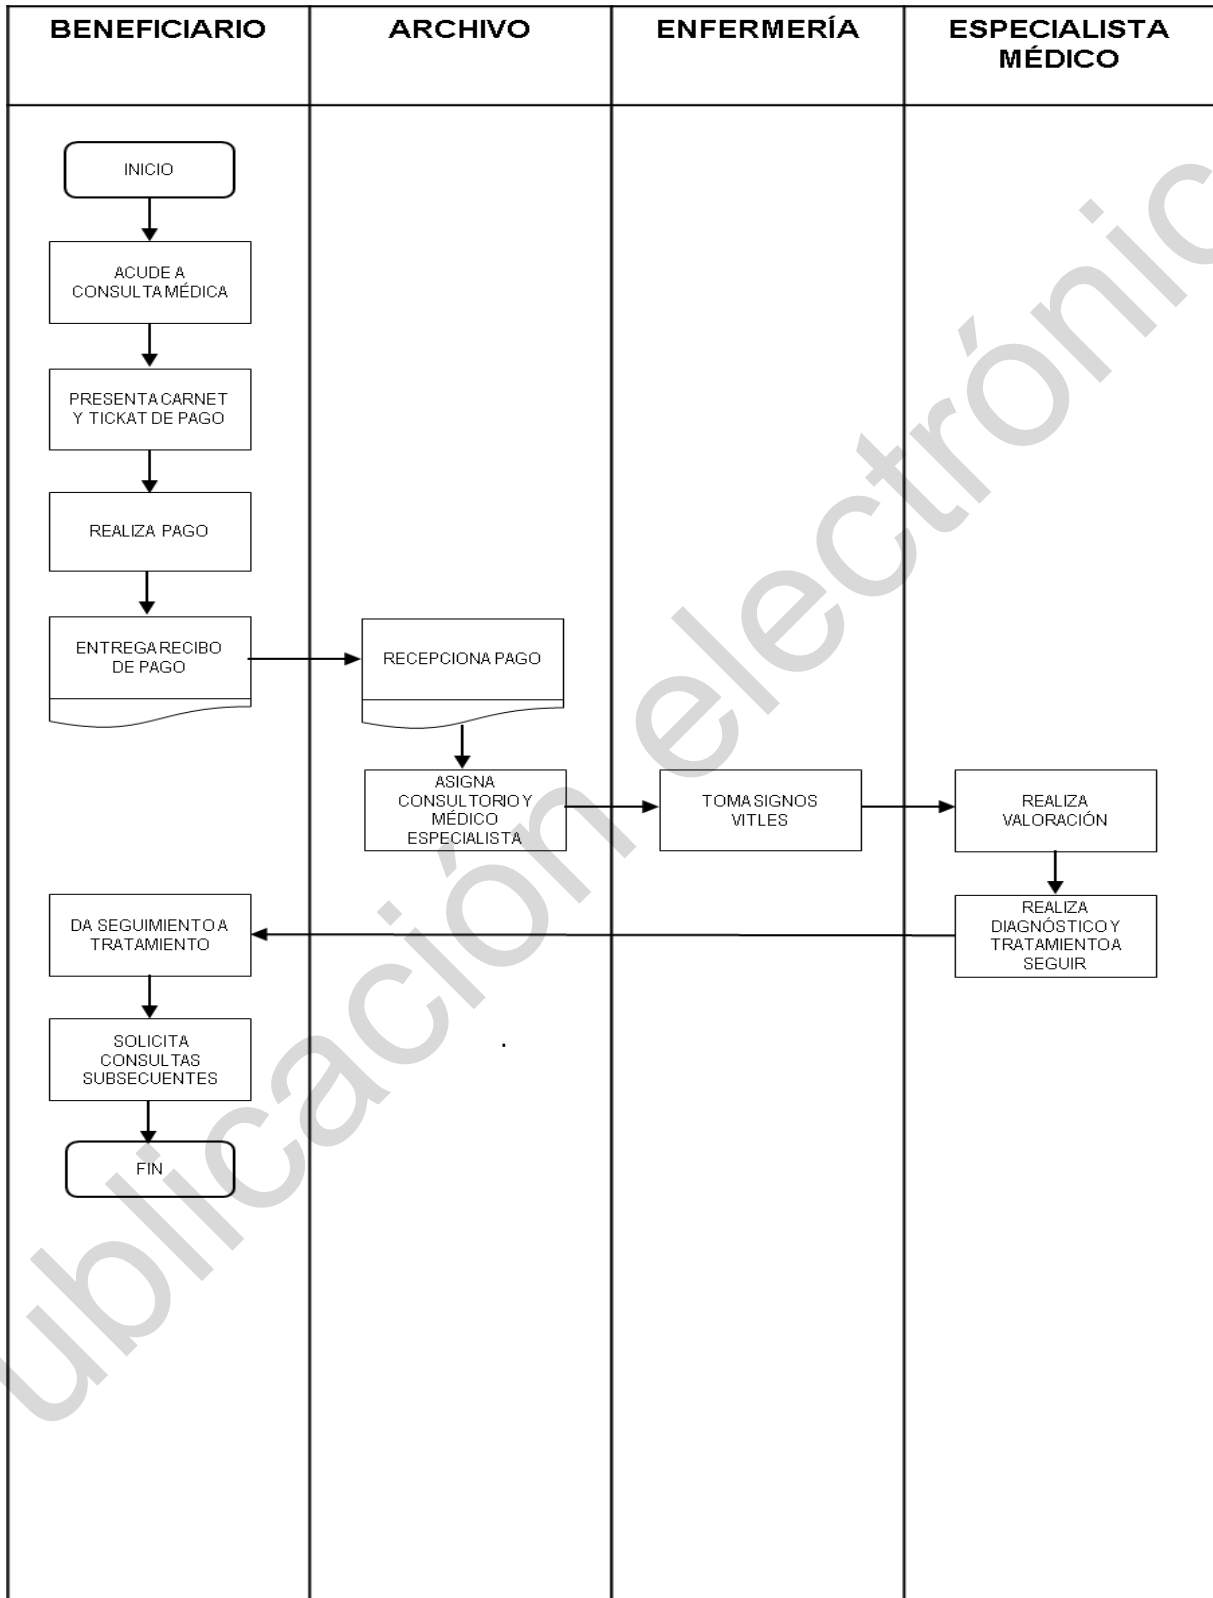 BENEFICIARIO
ARCHIVO
ENFERMERÍA
ESPECIALISTA
MÉDICO
INICIO
ACUDE A
CONSULTA MÉDICA
PRESENTA CARNET
Y TICKAT DE PAGO
REALIZA PAGO
ENTREGA RECIBO
DE PAGO
RECEPCIONA PAGO
ASIGNA
CONSULTORIO Y
MÉDICO
ESPECIALISTA
TOMA SIGNOS
VITLES
REALIZA
VALORACIÓN
REALIZA
DIAGNÓSTICO Y
TRATAMIENTO A
SEGUIR
DA SEGUIMIENTO A
TRATAMIENTO
SOLICITA
CONSULTAS
SUBSECUENTES
.
FIN
ublicación electrónic